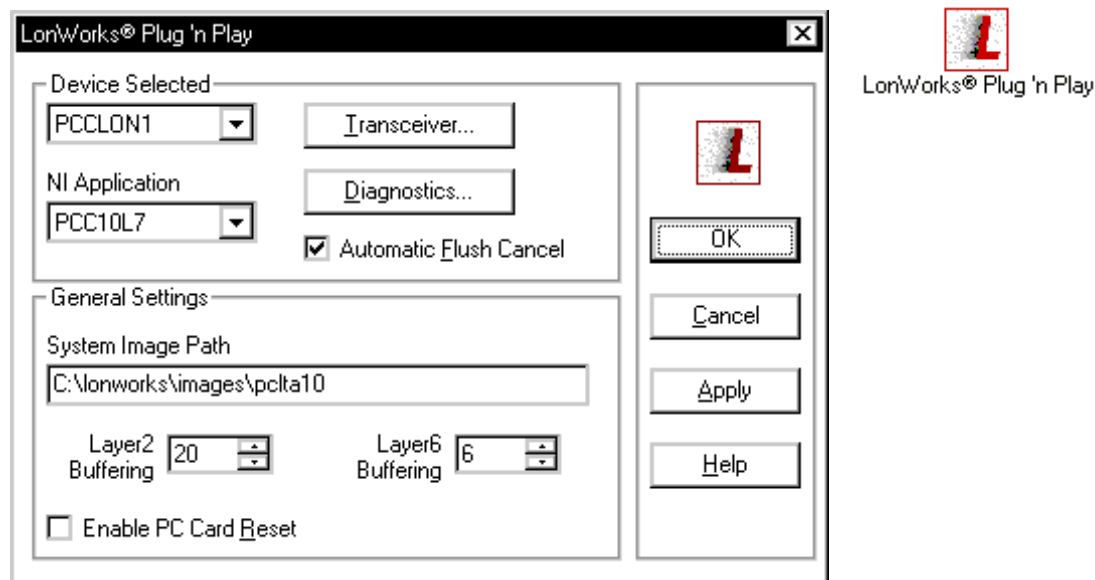 LonWorks® Plug 'n Play
LonWorks® Plug 'n Play
Device Selected
PCCLON1
Transceiver...
NI Application
Diagnostics...
PCC10L7
Automatic Flush Cancel
OK
General Settings
Cancel
System Image Path
C:\lonworks\images\pclta10
Apply
Layer2
Buffering
20
Layer6
Buffering
6
Help
Enable PC Card Reset